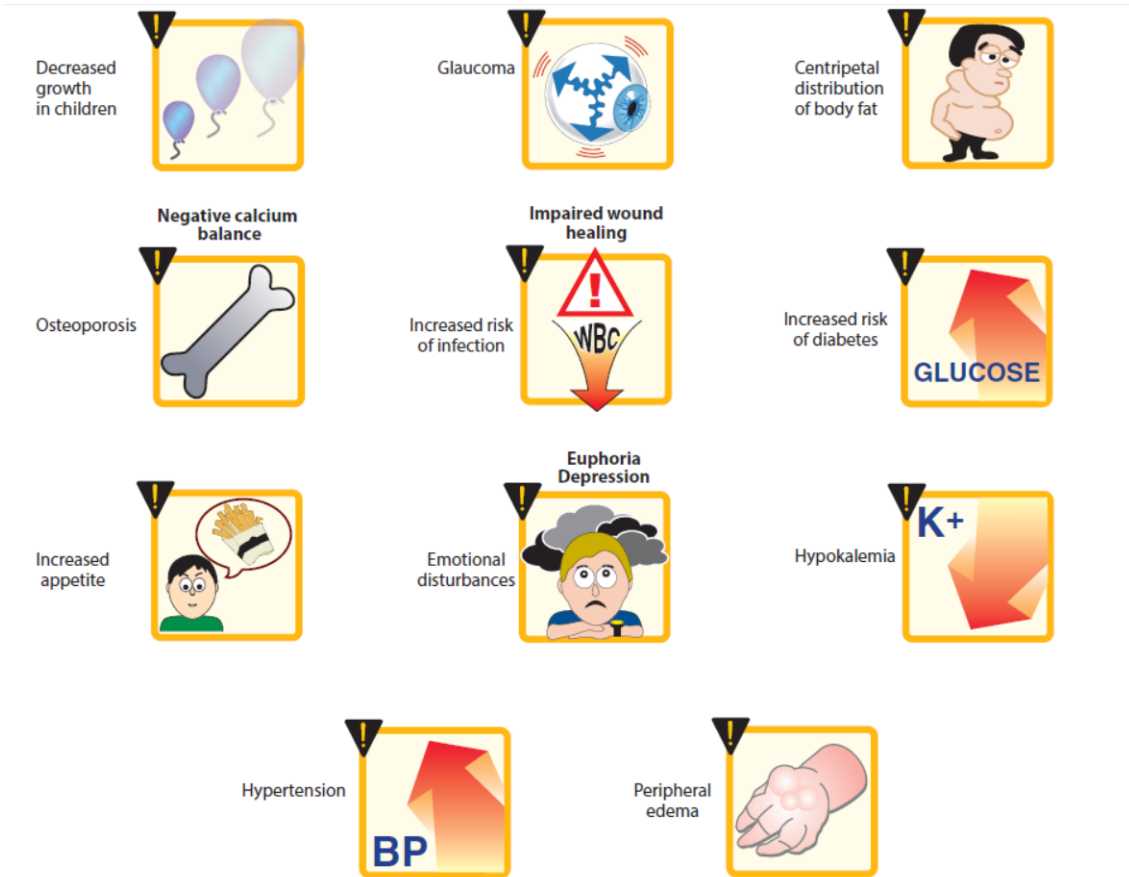 Decreased
growth
in children
Glaucoma
Centripetal
distribution
of body fat
Negative calcium
balance
Osteoporosis
Impaired wound
healing
!
WBC
Increased risk
of infection
Increased risk
of diabetes
GLUCOSE
Increased
appetite
Euphoria
Depression
Emotional
disturbances
Hypokalemia
K+
Hypertension
BP
Peripheral
edema